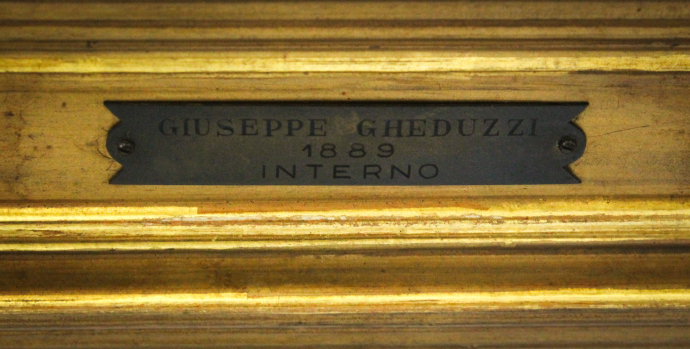 GIUSEPPE GHEDUZZI
1889
INTERNO